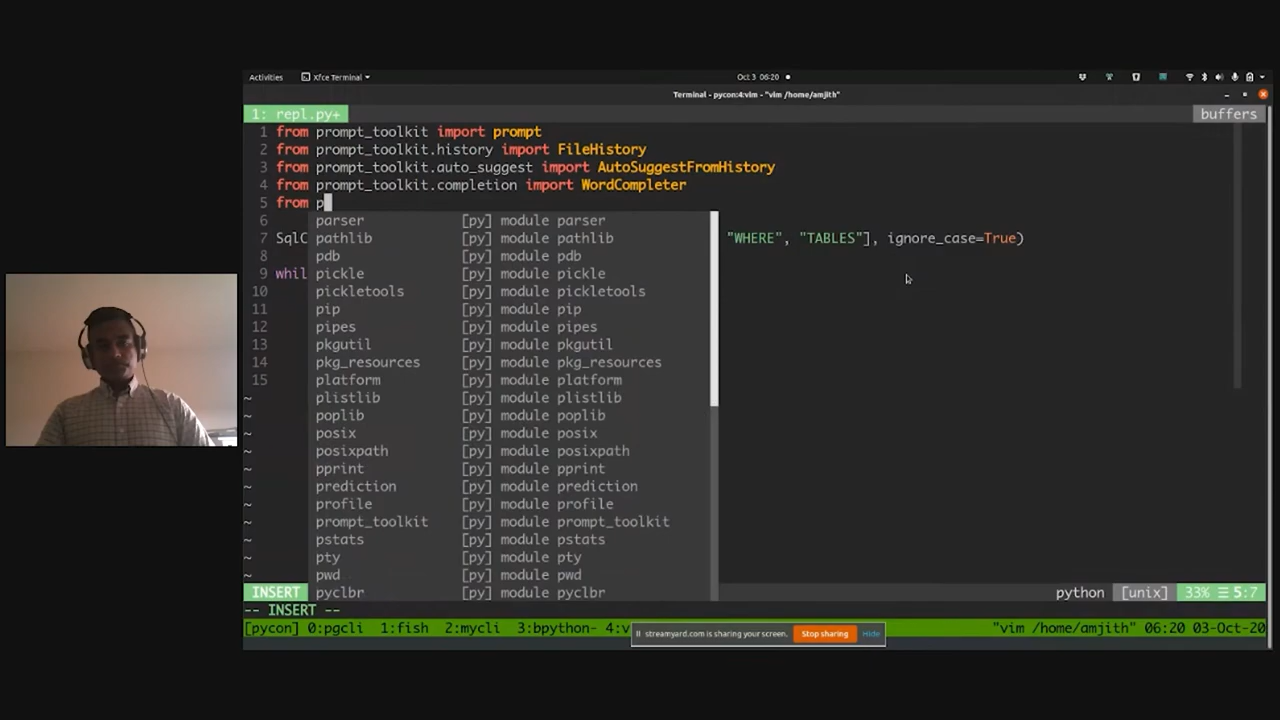 Activities Xfce Terminal Oct 3 06:20
Terminal - pycon:4:vim - "vim /home/amjith"
1: repl.py+ buffers
1 from prompt_toolkit import prompt
2 from prompt_toolkit.history import FileHistory
3 from prompt_toolkit.auto_suggest import AutoSuggestFromHistory
4 from prompt_toolkit.completion import WordCompleter
5 from p
6 parser [py] module parser
7 SqlC pathlib [py] module pathlib "WHERE", "TABLES"], ignore_case=True)
8 pdb [py] module pdb
9 whil pickle [py] module pickle
10 pickletools [py] module pickletools
11 pip [py] module pip
12 pipes [py] module pipes
13 pkgutil [py] module pkgutil
14 pkg_resources [py] module pkg_resources
15 platform [py] module platform
~ plistlib [py] module plistlib
~ poplib [py] module poplib
~ posix [py] module posix
~ posixpath [py] module posixpath
~ pprint [py] module pprint
~ prediction [py] module prediction
~ profile [py] module profile
~ prompt_toolkit [py] module prompt_toolkit
~ pstats [py] module pstats
~ pty [py] module pty
~ pwd [py] module pwd
INSERT pyclbr [py] module pyclbr python [unix] 33% ☰ 5:7
-- INSERT --
[pycon] 0:pgcli 1:fish 2:mycli 3:bpython- 4:v "vim /home/amjith" 06:20 03-Oct-20
streamyard.com is sharing your screen. Stop sharing Hide